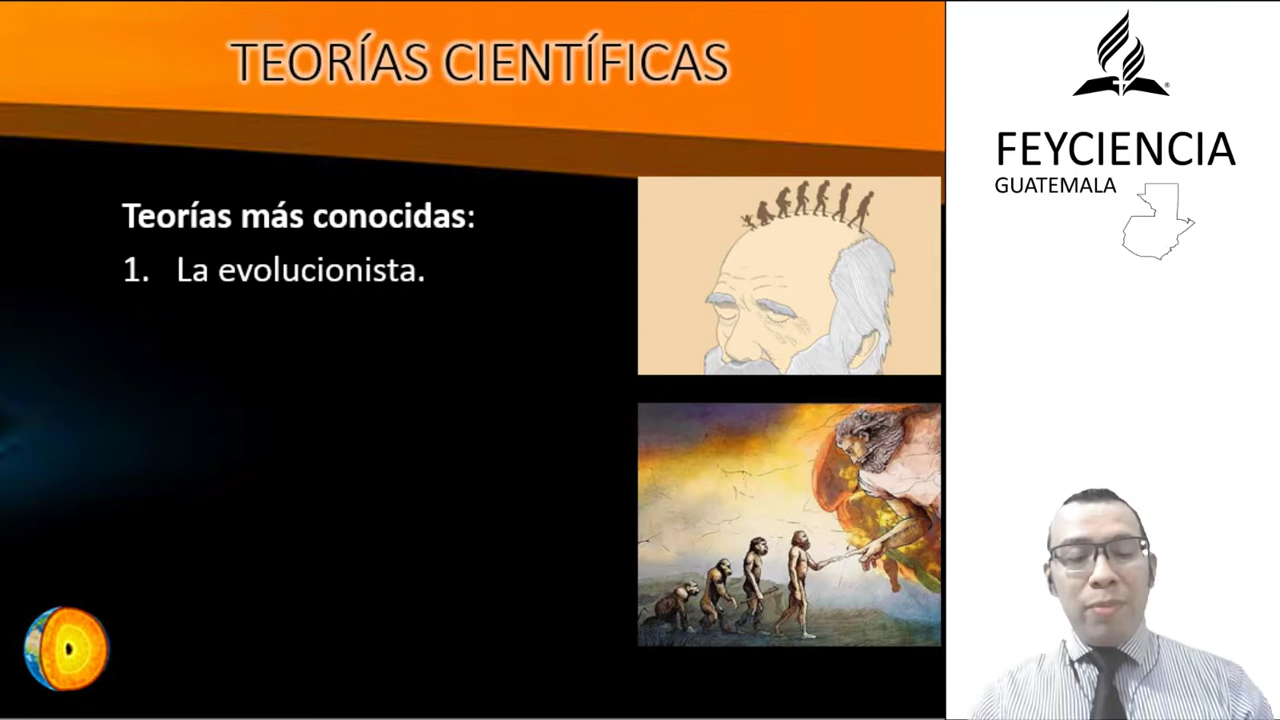 TEORÍAS CIENTÍFICAS
Teorías más conocidas:
1. La evolucionista.
®
FEYCIENCIA
GUATEMALA